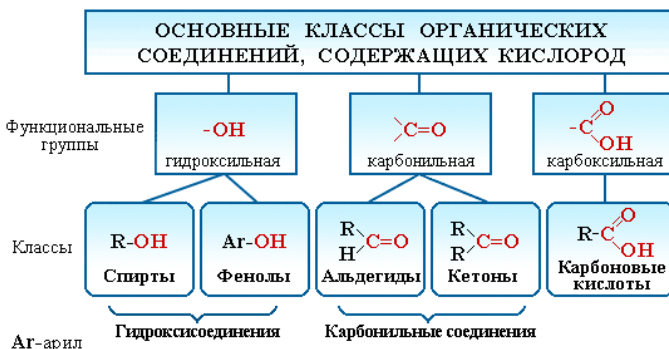 ОСНОВНЫЕ КЛАССЫ ОРГАНИЧЕСКИХ
СОЕДИНЕНИЙ, СОДЕРЖАЩИХ КИСЛОРОД
Функциональные
группы
-OH
гидроксильная
C=O
карбонильная
-C
O
OH
карбоксильная
Классы
R-OH
Спирты
Ar-OH
Фенолы
R
H
C=O
Альдегиды
R
R
C=O
Кетоны
R-C
O
OH
Карбоновые
кислоты
Гидроксисоединения
Карбонильные соединения
Ar-арил